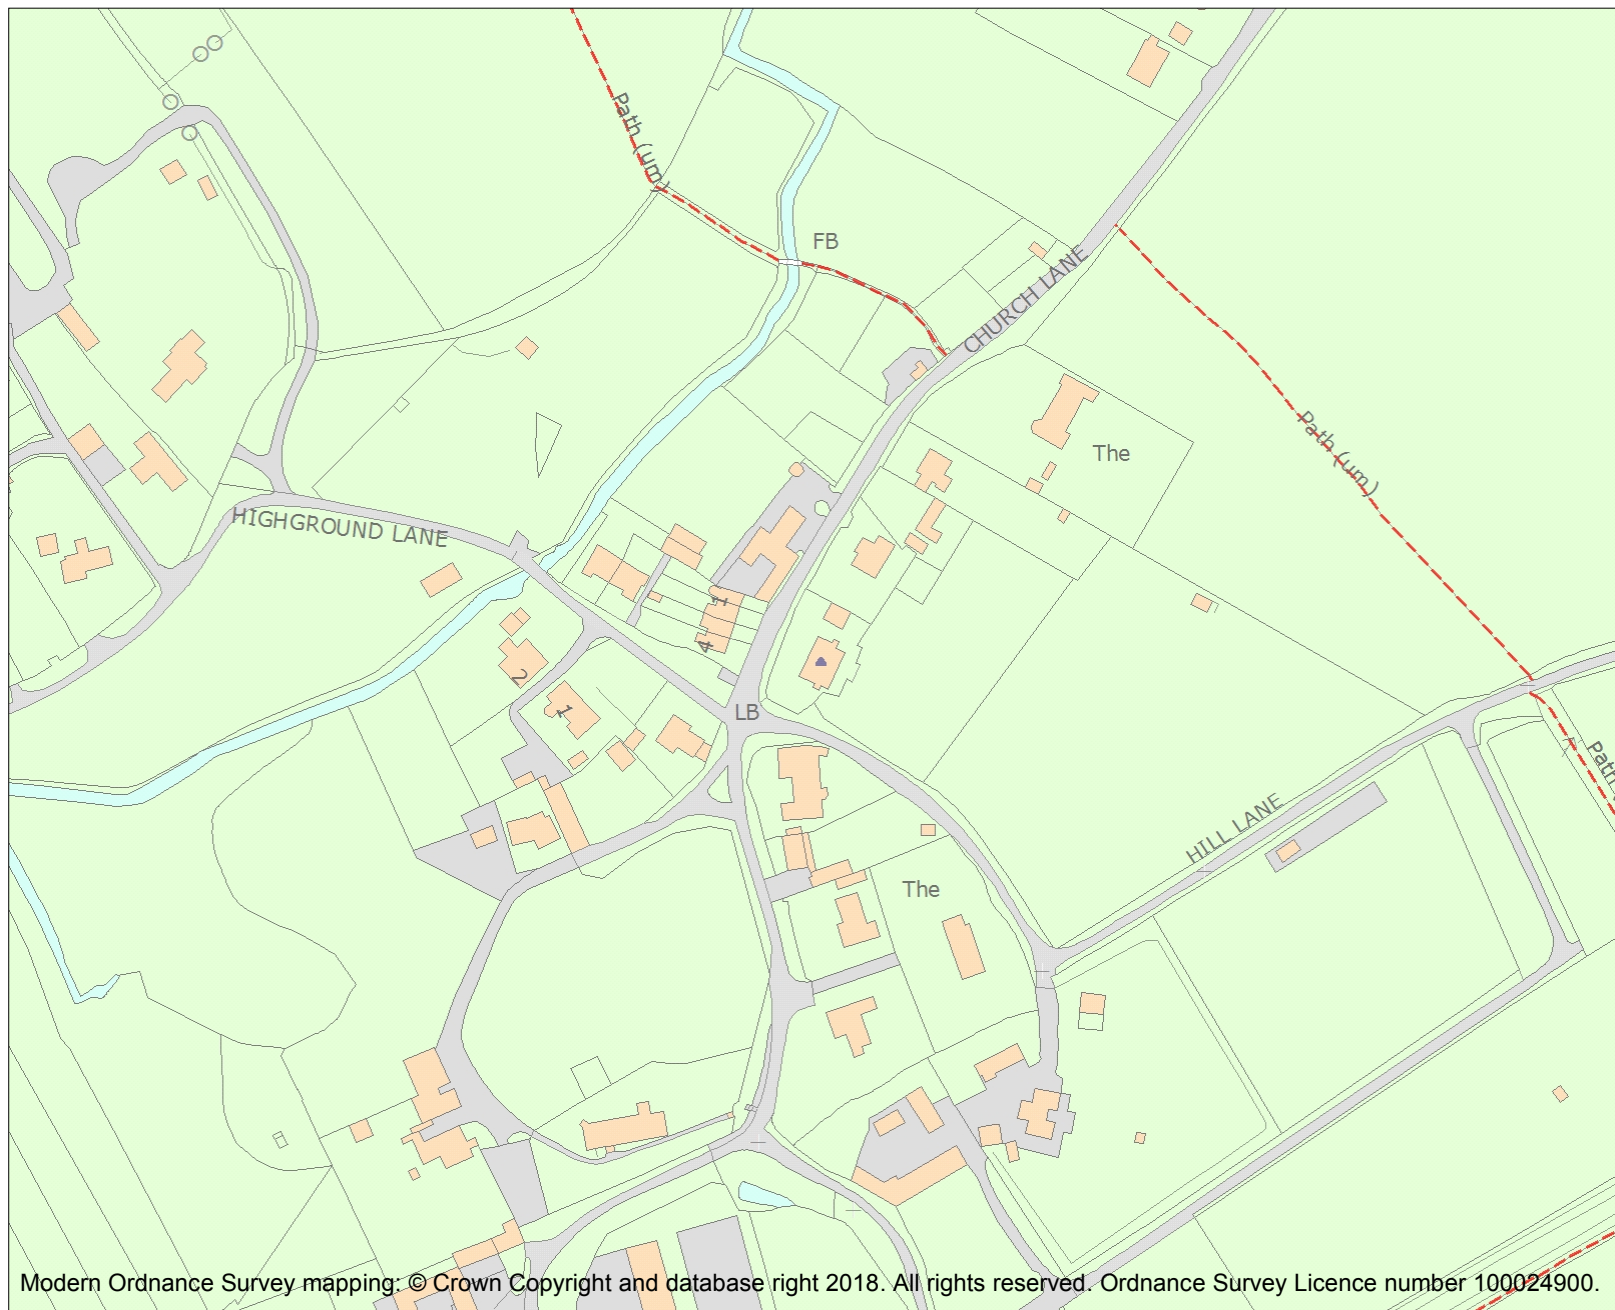 Path (um)
FB
CHURCH LANE
The
Path (um)
HIGHGROUND LANE
1
4
2
1
LB
Path
HILL LANE
The
Modern Ordnance Survey mapping: © Crown Copyright and database right 2018. All rights reserved. Ordnance Survey Licence number 100024900.